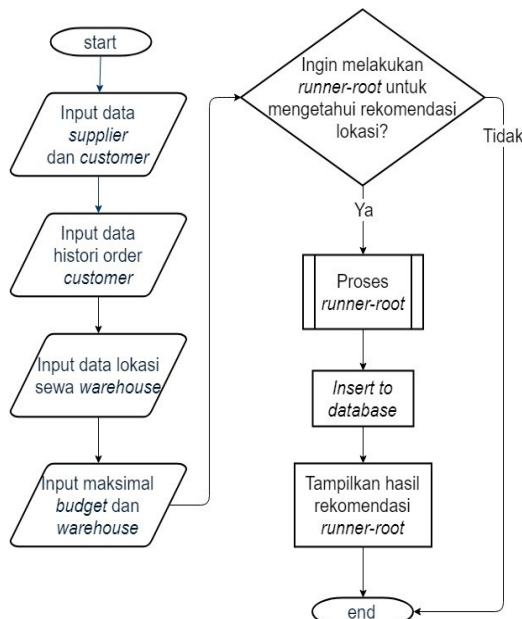 start
Input data
supplier
dan customer
Input data
histori order
customer
Input data lokasi
sewa warehouse
Input maksimal
budget dan
warehouse
Ingin melakukan
runner-root untuk
mengetahui rekomendasi
lokasi?
Tidak
Ya
Proses
runner-root
Insert to
database
Tampilkan hasil
rekomendasi
runner-root
end